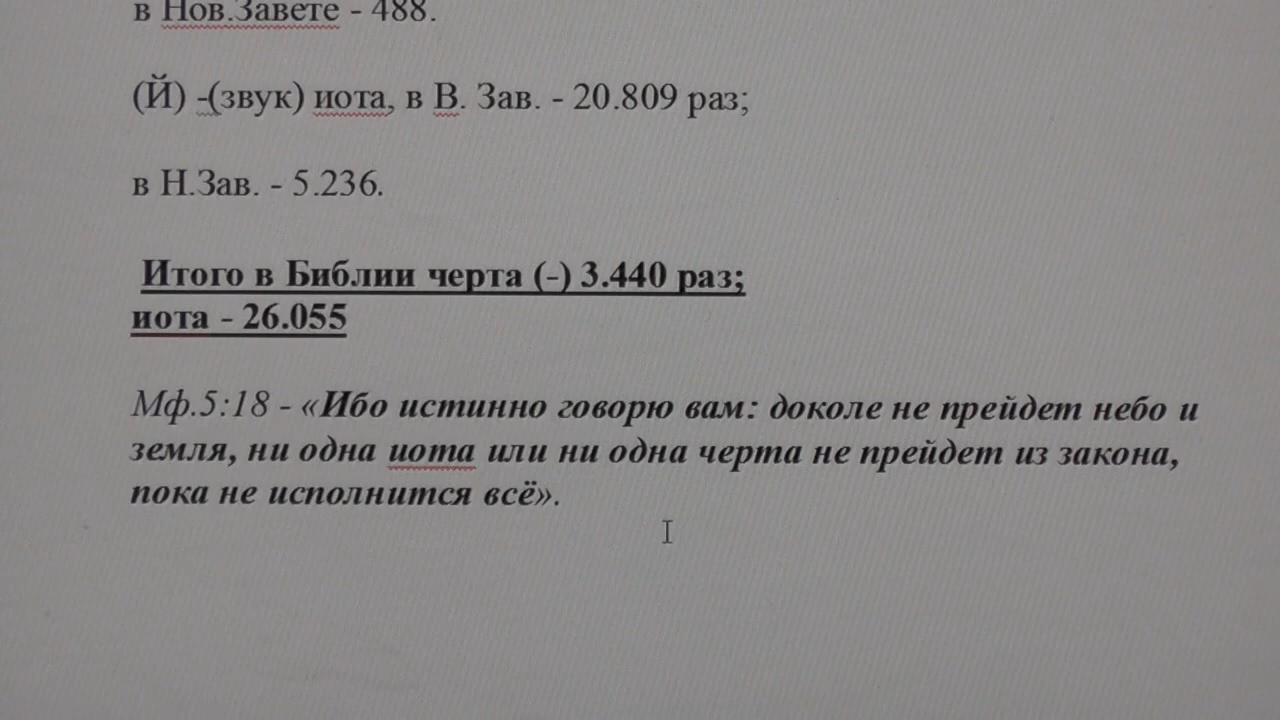 в Нов.Завете - 488.
(Й) -(звук) иота, в В. Зав. - 20.809 раз;
в Н.Зав. - 5.236.
Итого в Библии черта (-) 3.440 раз;
иота - 26.055
Мф.5:18 - «Ибо истинно говорю вам: доколе не прейдет небо и
земля, ни одна иота или ни одна черта не прейдет из закона,
пока не исполнится всё».